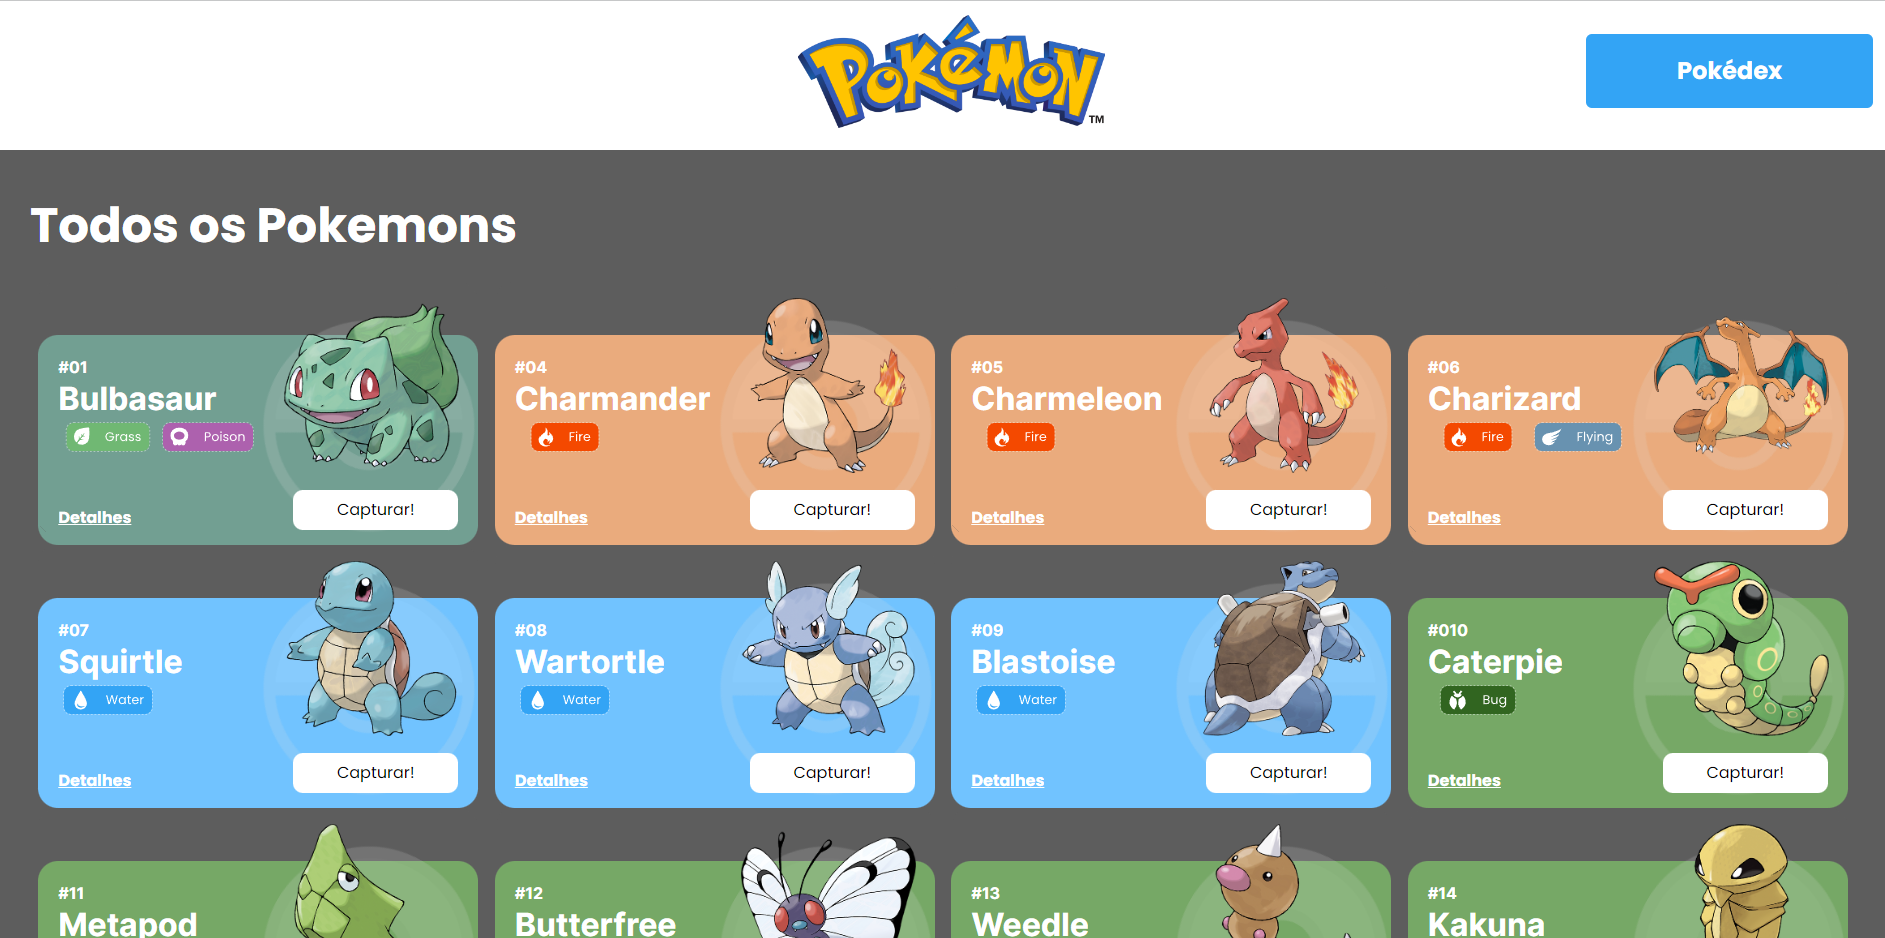 POKéMON
TM
Pokédex
Todos os Pokemons
#01
Bulbasaur
Grass
Poison
Detalhes
Capturar!
#04
Charmander
Fire
Detalhes
Capturar!
#05
Charmeleon
Fire
Detalhes
Capturar!
#06
Charizard
Fire
Flying
Detalhes
Capturar!
#07
Squirtle
Water
Detalhes
Capturar!
#08
Wartortle
Water
Detalhes
Capturar!
#09
Blastoise
Water
Detalhes
Capturar!
#010
Caterpie
Bug
Detalhes
Capturar!
#11
Metapod
#12
Butterfree
#13
Weedle
#14
Kakuna